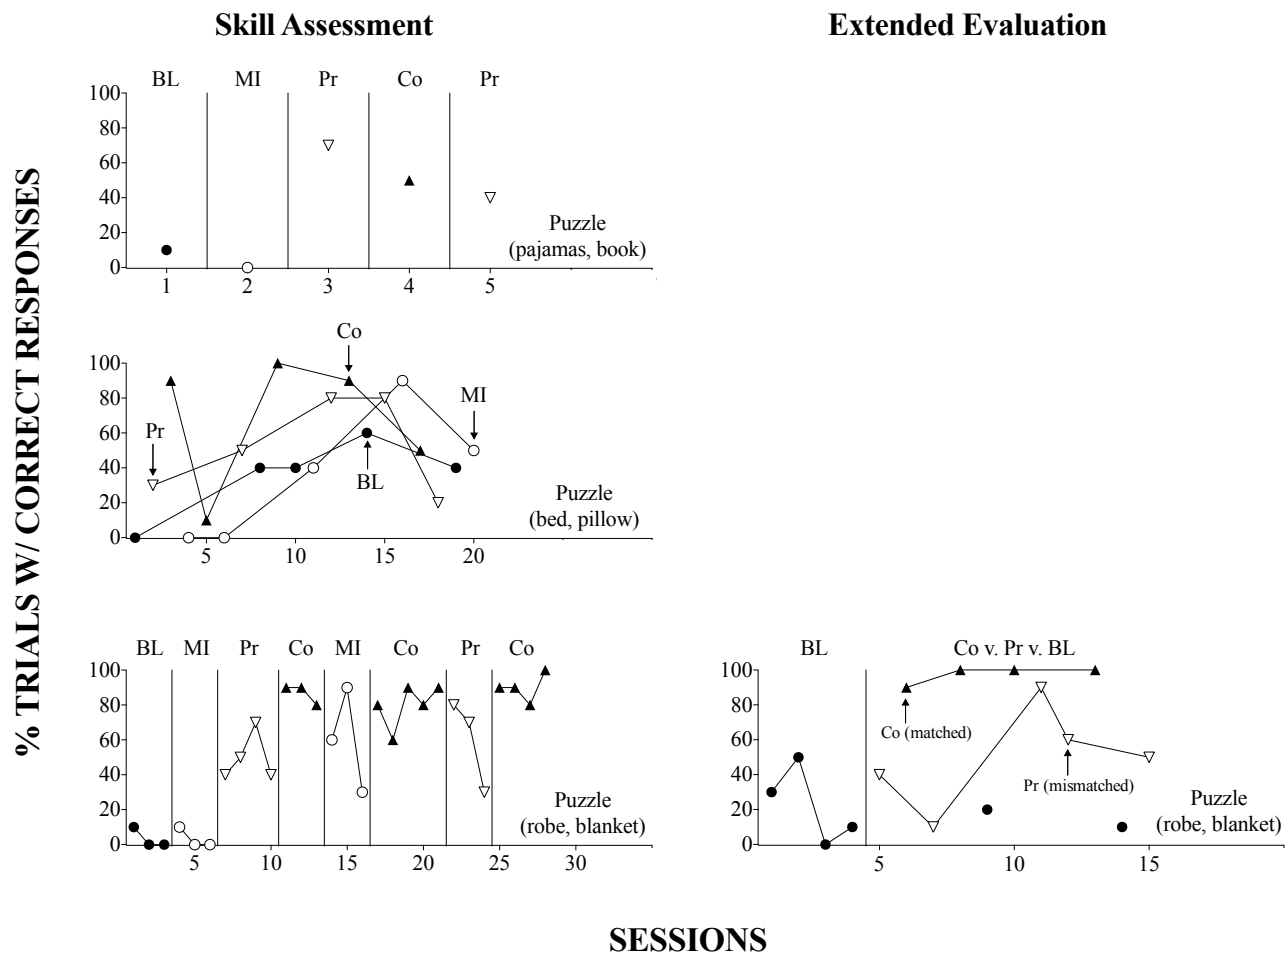 Skill Assessment
Extended Evaluation
% TRIALS W/ CORRECT RESPONSES
BL MI Pr Co Pr
100
80
60
40
20
0
1 2 3 4 5
Puzzle
(pajamas, book)
Co
MI
Pr
BL
100
80
60
40
20
0
5 10 15 20
Puzzle
(bed, pillow)
BL MI Pr Co MI Co Pr Co
100
80
60
40
20
0
5 10 15 20 25 30
Puzzle
(robe, blanket)
BL Co v. Pr v. BL
100
80
60
40
20
0
Co (matched)
Pr (mismatched)
5 10 15
Puzzle
(robe, blanket)
SESSIONS